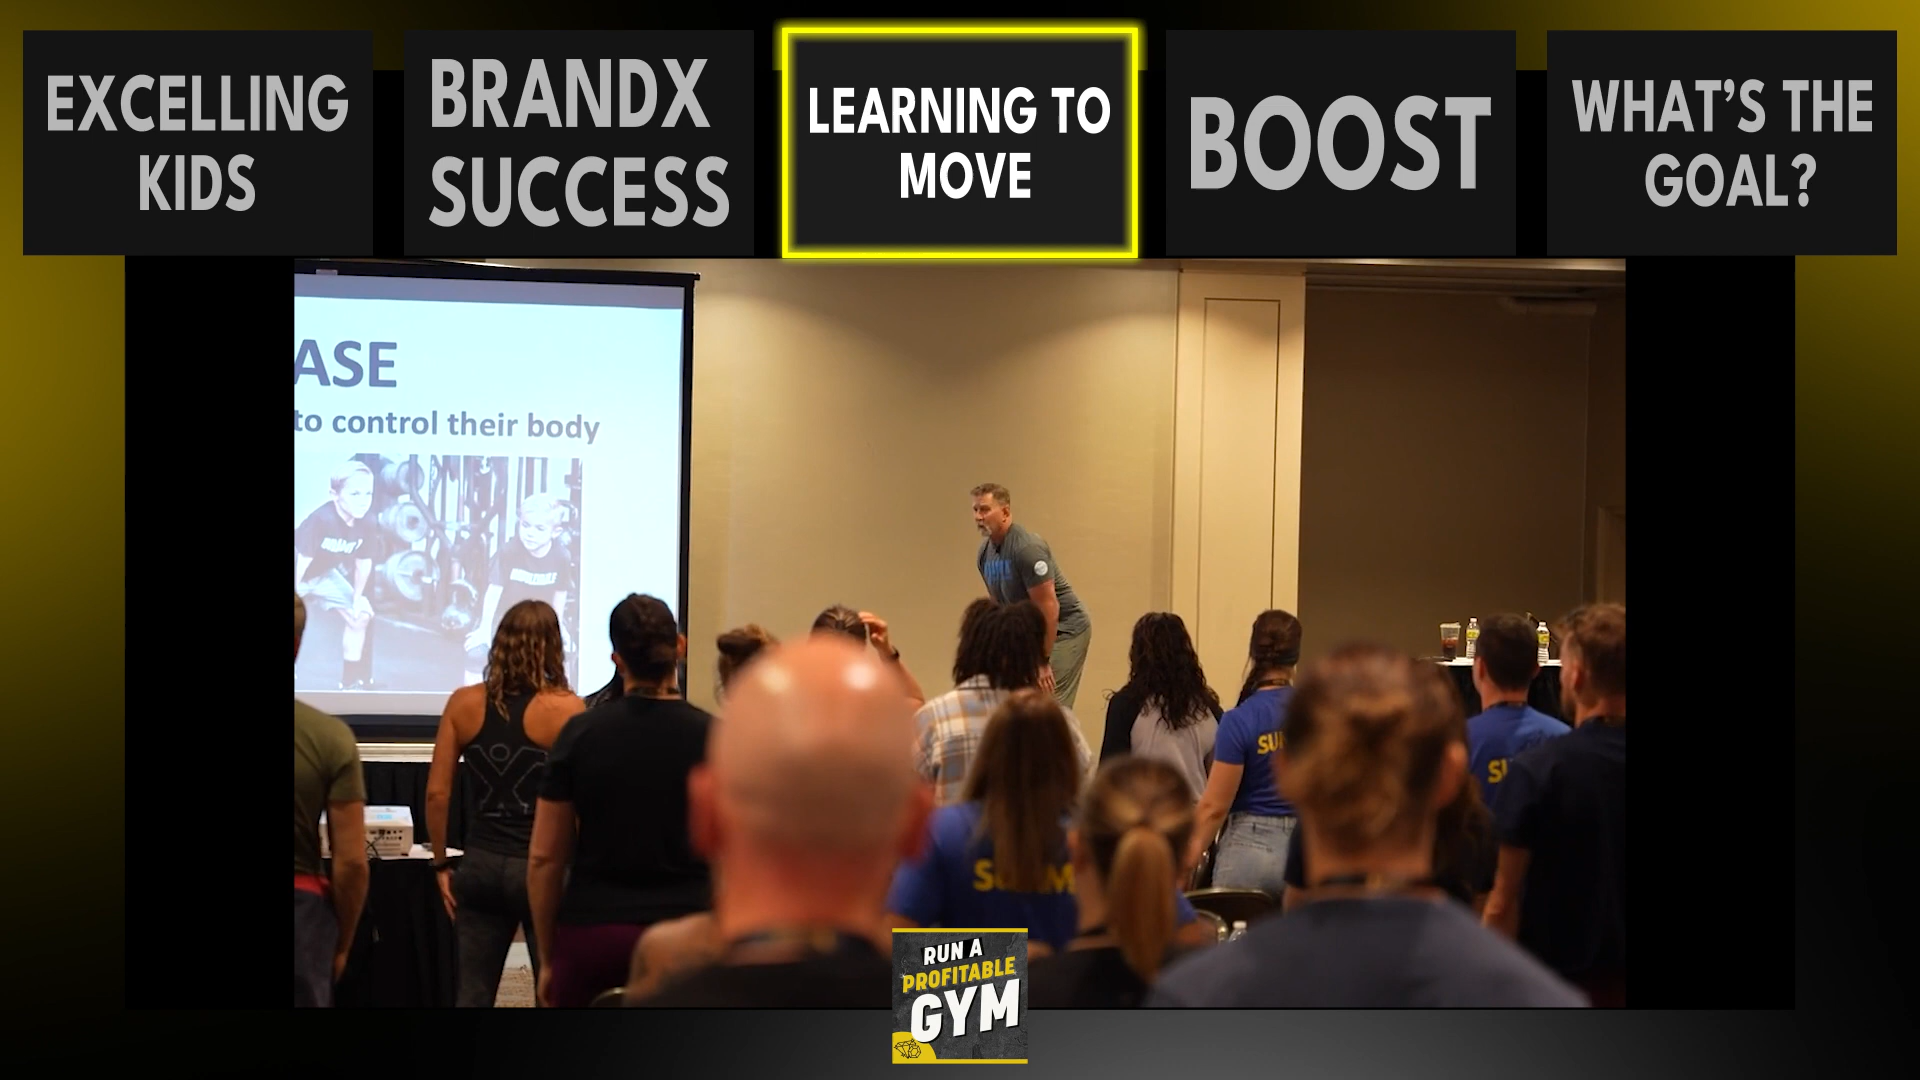 EXCELLING
KIDS
BRANDX
SUCCESS
LEARNING TO
MOVE
BOOST
WHAT'S THE
GOAL?
ASE
to control their body
RUN A
PROFITABLE
GYM